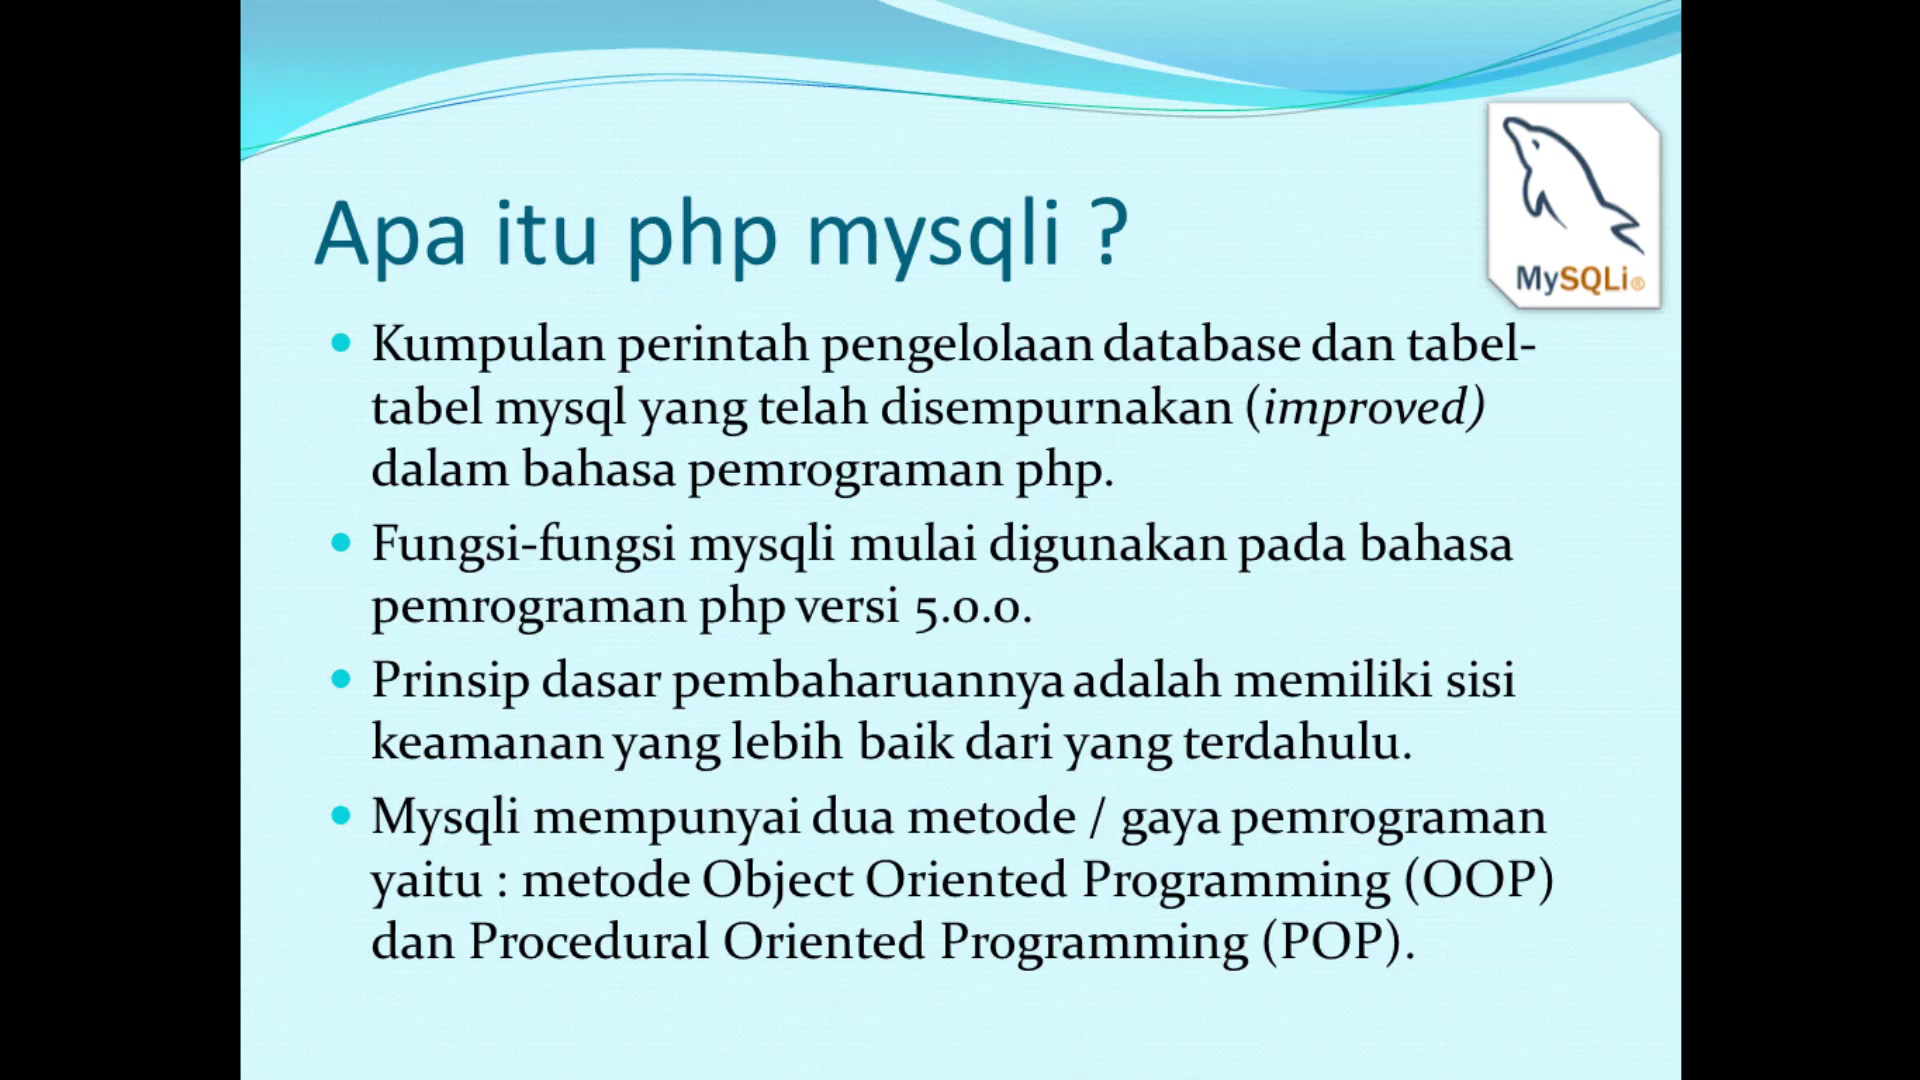 MySQLi®
Apa itu php mysqli ?
• Kumpulan perintah pengelolaan database dan tabel-
tabel mysql yang telah disempurnakan (improved)
dalam bahasa pemrograman php.
• Fungsi-fungsi mysqli mulai digunakan pada bahasa
pemrograman php versi 5.0.0.
• Prinsip dasar pembaharuannya adalah memiliki sisi
keamanan yang lebih baik dari yang terdahulu.
• Mysqli mempunyai dua metode / gaya pemrograman
yaitu : metode Object Oriented Programming (OOP)
dan Procedural Oriented Programming (POP).